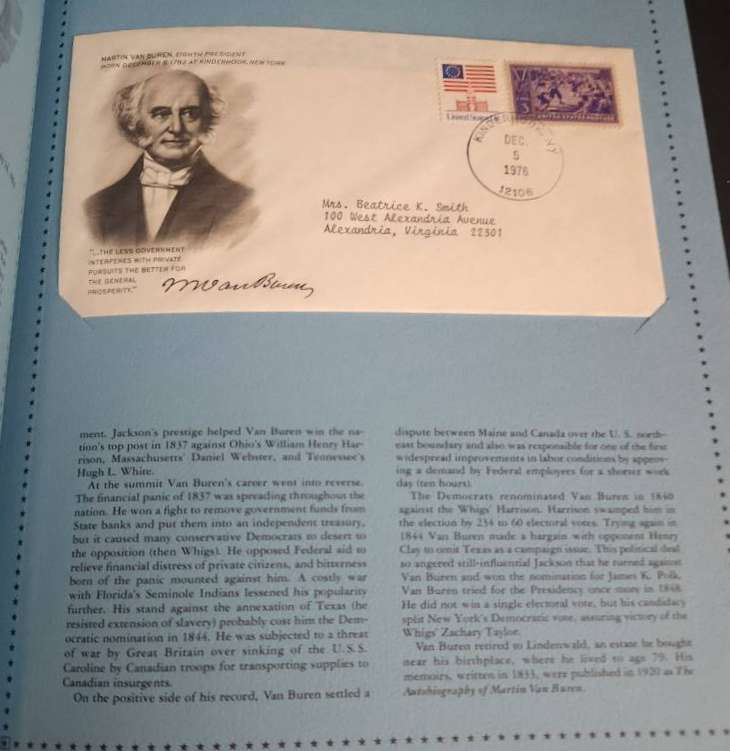 MARTIN VAN BUREN, EIGHTH PRESIDENT
BORN DECEMBER 5, 1782 AT KINDERHOOK, NEW YORK
"...THE LESS GOVERNMENT
INTERFERES WITH PRIVATE
PURSUITS THE BETTER FOR
THE GENERAL
PROSPERITY."
MVanBuren
3
UNITED STATES POSTAGE
KINDERHOOK NY
DEC.
5
1976
12106
Mrs. Beatrice K. Smith
100 West Alexandria Avenue
Alexandria, Virginia 22301
ment. Jackson's prestige helped Van Buren win the na-
tion's top post in 1837 against Ohio's William Henry Har-
rison, Massachusetts' Daniel Webster, and Tennessee's
Hugh L. White.
At the summit Van Buren's career went into reverse.
The financial panic of 1837 was spreading throughout the
nation. He won a fight to remove government funds from
State banks and put them into an independent treasury,
but it caused many conservative Democrats to desert to
the opposition (then Whigs). He opposed Federal aid to
relieve financial distress of private citizens, and bitterness
born of the panic mounted against him. A costly war
with Florida's Seminole Indians lessened his popularity
further. His stand against the annexation of Texas (he
resisted extension of slavery) probably cost him the Dem-
ocratic nomination in 1844. He was subjected to a threat
of war by Great Britain over sinking of the U.S.S.
Caroline by Canadian troops for transporting supplies to
Canadian insurgents.
On the positive side of his record, Van Buren settled a
dispute between Maine and Canada over the U. S. north-
east boundary and also was responsible for one of the first
widespread improvements in labor conditions by approv-
ing a demand by Federal employees for a shorter work
day (ten hours).
The Democrats renominated Van Buren in 1840
against the Whigs' Harrison. Harrison swamped him in
the election by 234 to 60 electoral votes. Trying again in
1844 Van Buren made a bargain with opponent Henry
Clay to omit Texas as a campaign issue. This political deal
so angered still-influential Jackson that he turned against
Van Buren and won the nomination for James K. Polk.
Van Buren tried for the Presidency once more in 1848.
He did not win a single electoral vote, but his candidacy
split New York's Democratic vote, assuring victory of the
Whigs' Zachary Taylor.
Van Buren retired to Lindenwald, an estate he bought
near his birthplace, where he lived to age 79. His
memoirs, written in 1833, were published in 1920 as The
Autobiography of Martin Van Buren.